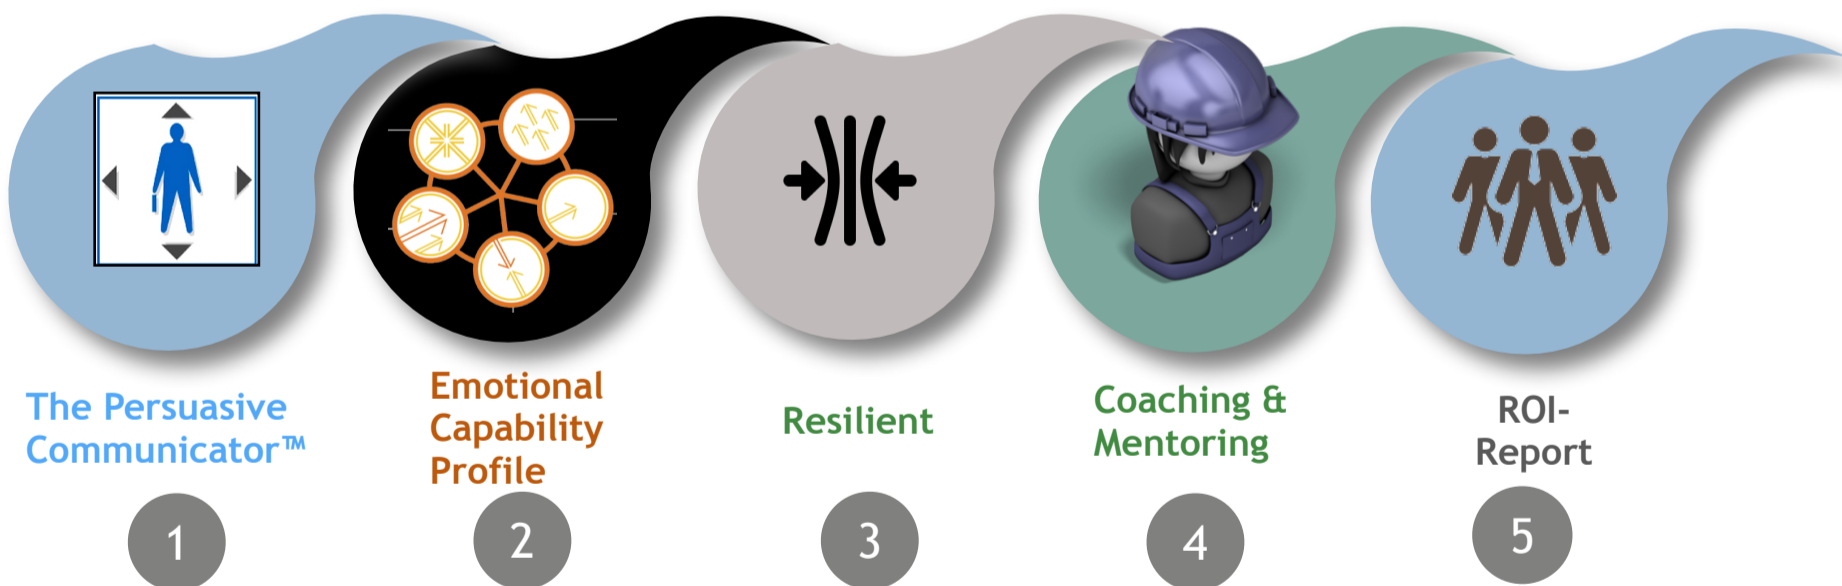 The Persuasive
Communicator™
Emotional
Capability
Profile
Resilient
Coaching &
Mentoring
ROI-
Report
1
2
3
4
5